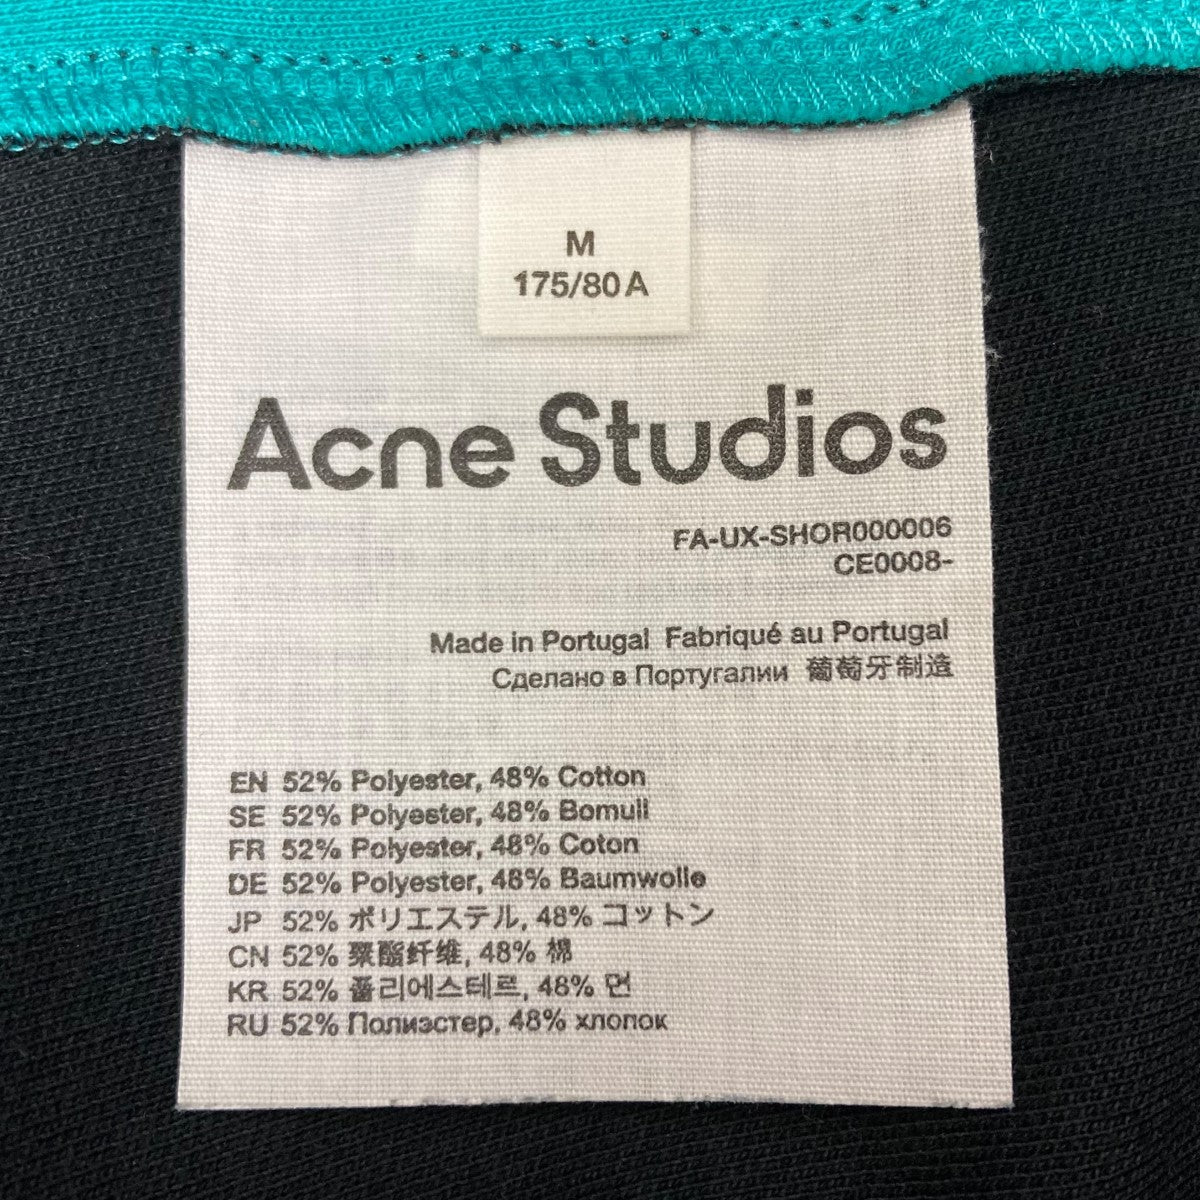 M
175/80A
Acne Studios
FA-UX-SHOR000006
CE0008-
Made in Portugal Fabriqué au Portugal
Сделано в Португалии 葡萄牙制造
EN 52% Polyester, 48% Cotton
SE 52% Polyester, 48% Bomull
FR 52% Polyester, 48% Coton
DE 52% Polyester, 48% Baumwolle
JP 52% ポリエステル, 48% コットン
CN 52% 聚酯纤维, 48% 棉
KR 52% 폴리에스테르, 48% 면
RU 52% Полиэстер, 48% хлопок